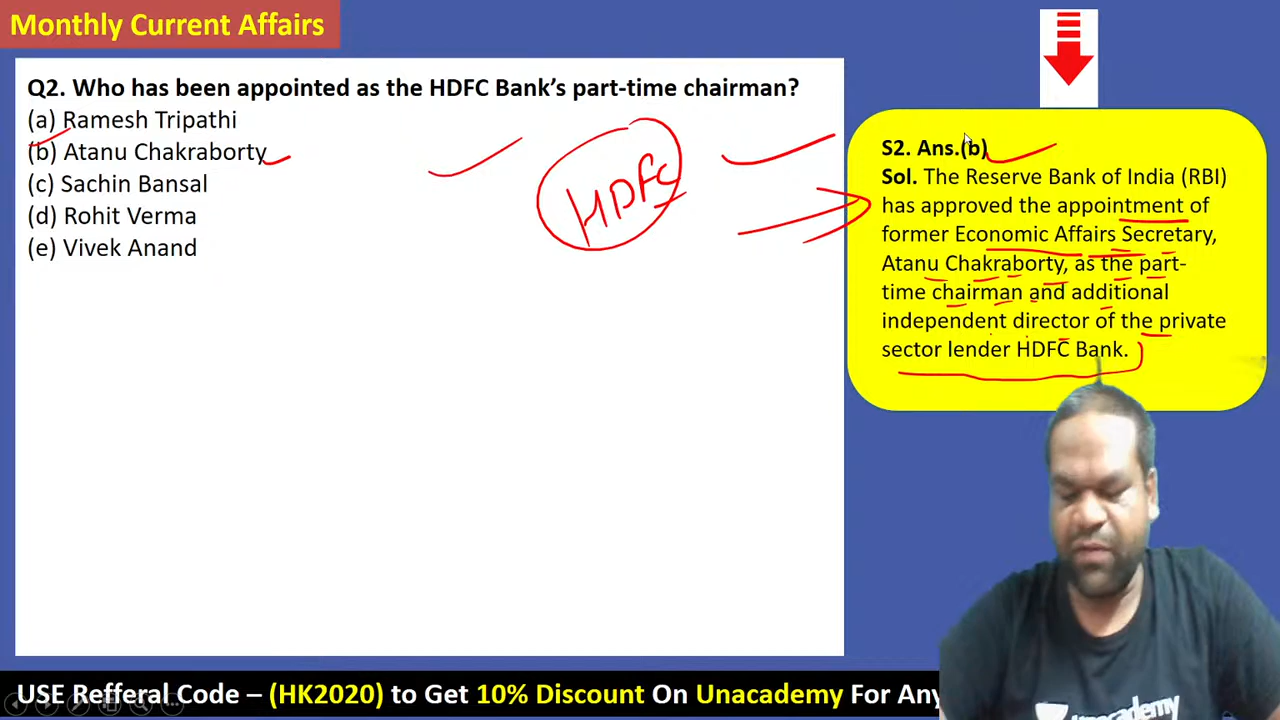 Monthly Current Affairs
Q2. Who has been appointed as the HDFC Bank's part-time chairman?
(a) Ramesh Tripathi
(b) Atanu Chakraborty
(c) Sachin Bansal
(d) Rohit Verma
(e) Vivek Anand
HDFC
S2. Ans.(b)
Sol. The Reserve Bank of India (RBI)
has approved the appointment of
former Economic Affairs Secretary,
Atanu Chakraborty, as the part-
time chairman and additional
independent director of the private
sector lender HDFC Bank.
USE Refferal Code – (HK2020) to Get 10% Discount On Unacademy For Any